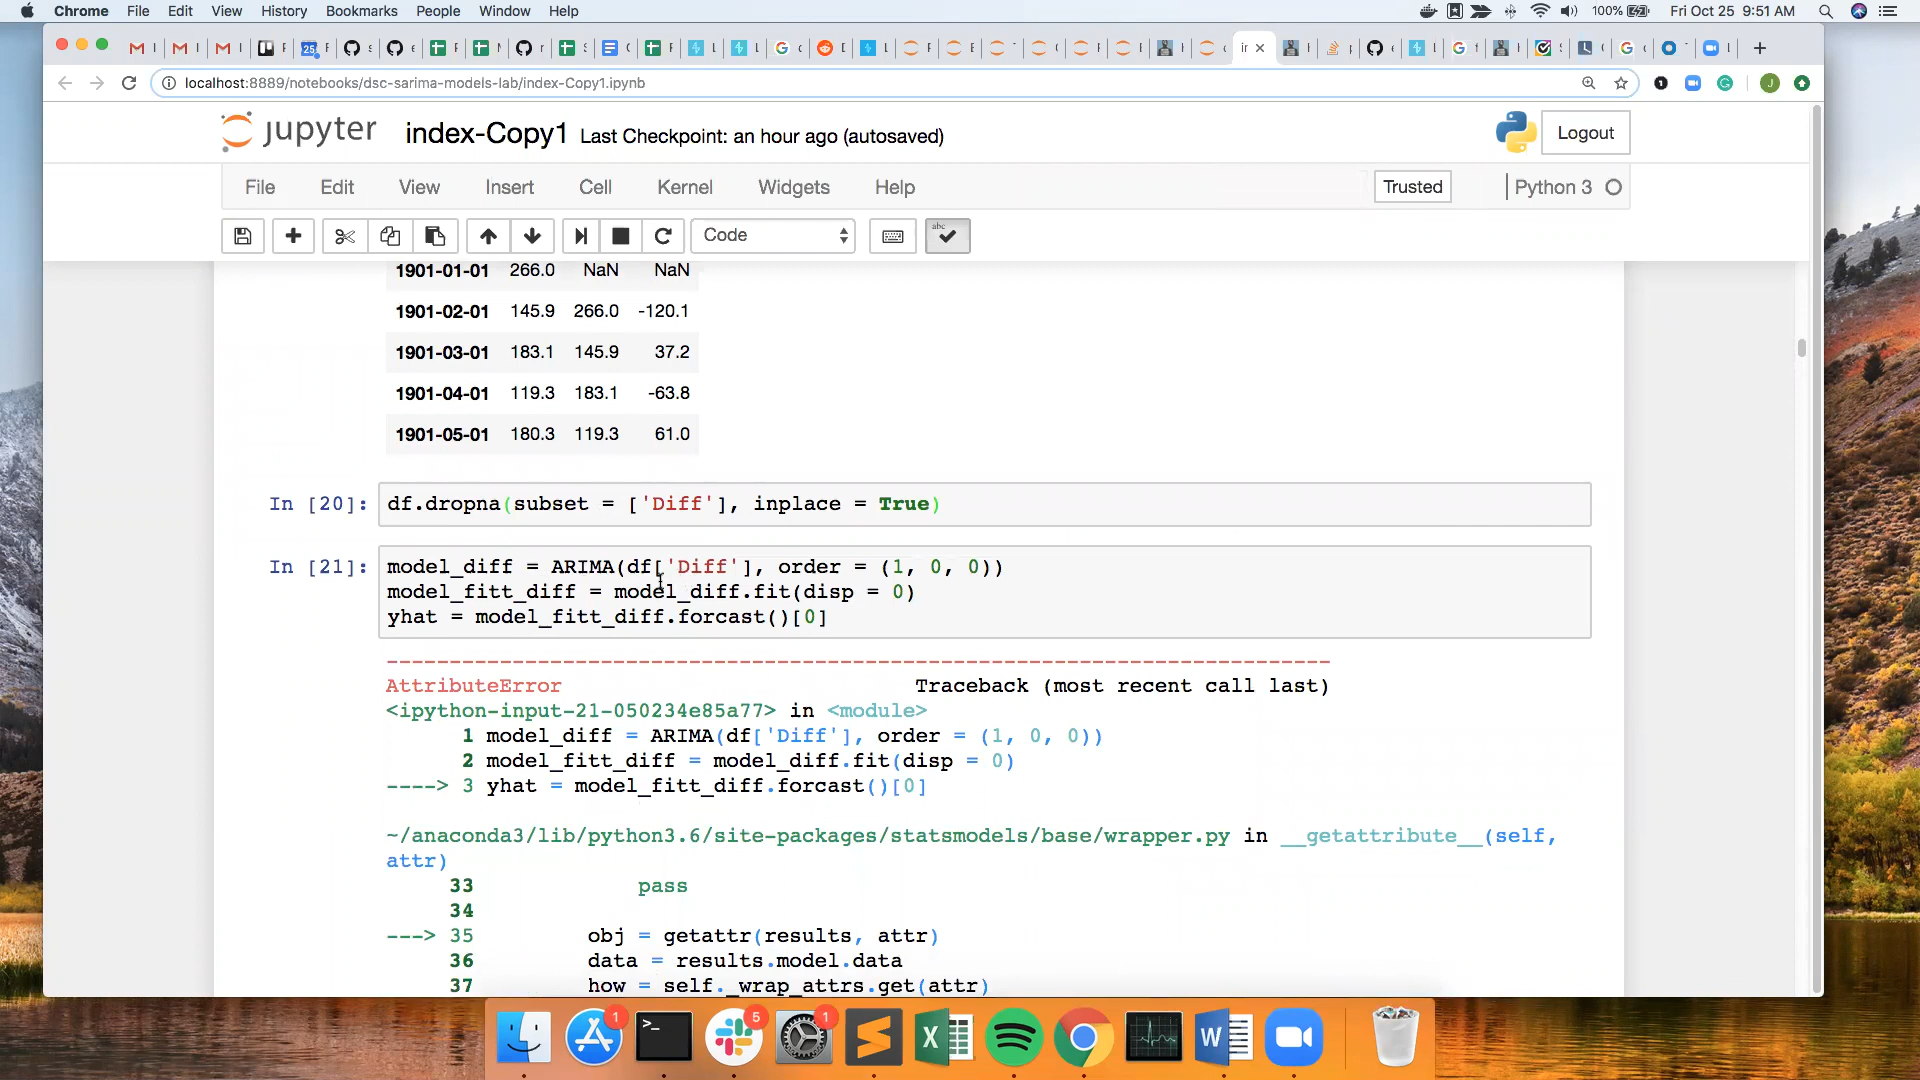 Chrome File Edit View History Bookmarks People Window Help 100% Fri Oct 25 9:51 AM
localhost:8889/notebooks/dsc-sarima-models-lab/index-Copy1.ipynb
jupyter index-Copy1 Last Checkpoint: an hour ago (autosaved) Logout
File Edit View Insert Cell Kernel Widgets Help Trusted Python 3
Code abc
1901-01-01 266.0 NaN NaN
1901-02-01 145.9 266.0 -120.1
1901-03-01 183.1 145.9 37.2
1901-04-01 119.3 183.1 -63.8
1901-05-01 180.3 119.3 61.0
In [20]: df.dropna(subset = ['Diff'], inplace = True)
In [21]: model_diff = ARIMA(df['Diff'], order = (1, 0, 0))
model_fitt_diff = model_diff.fit(disp = 0)
yhat = model_fitt_diff.forcast()[0]
---------------------------------------------------------------------------
AttributeError Traceback (most recent call last)
<ipython-input-21-050234e85a77> in <module>
1 model_diff = ARIMA(df['Diff'], order = (1, 0, 0))
2 model_fitt_diff = model_diff.fit(disp = 0)
----> 3 yhat = model_fitt_diff.forcast()[0]
~/anaconda3/lib/python3.6/site-packages/statsmodels/base/wrapper.py in __getattribute__(self,
attr)
33 pass
34
---> 35 obj = getattr(results, attr)
36 data = results.model.data
37 how = self._wrap_attrs.get(attr)
1 5 1